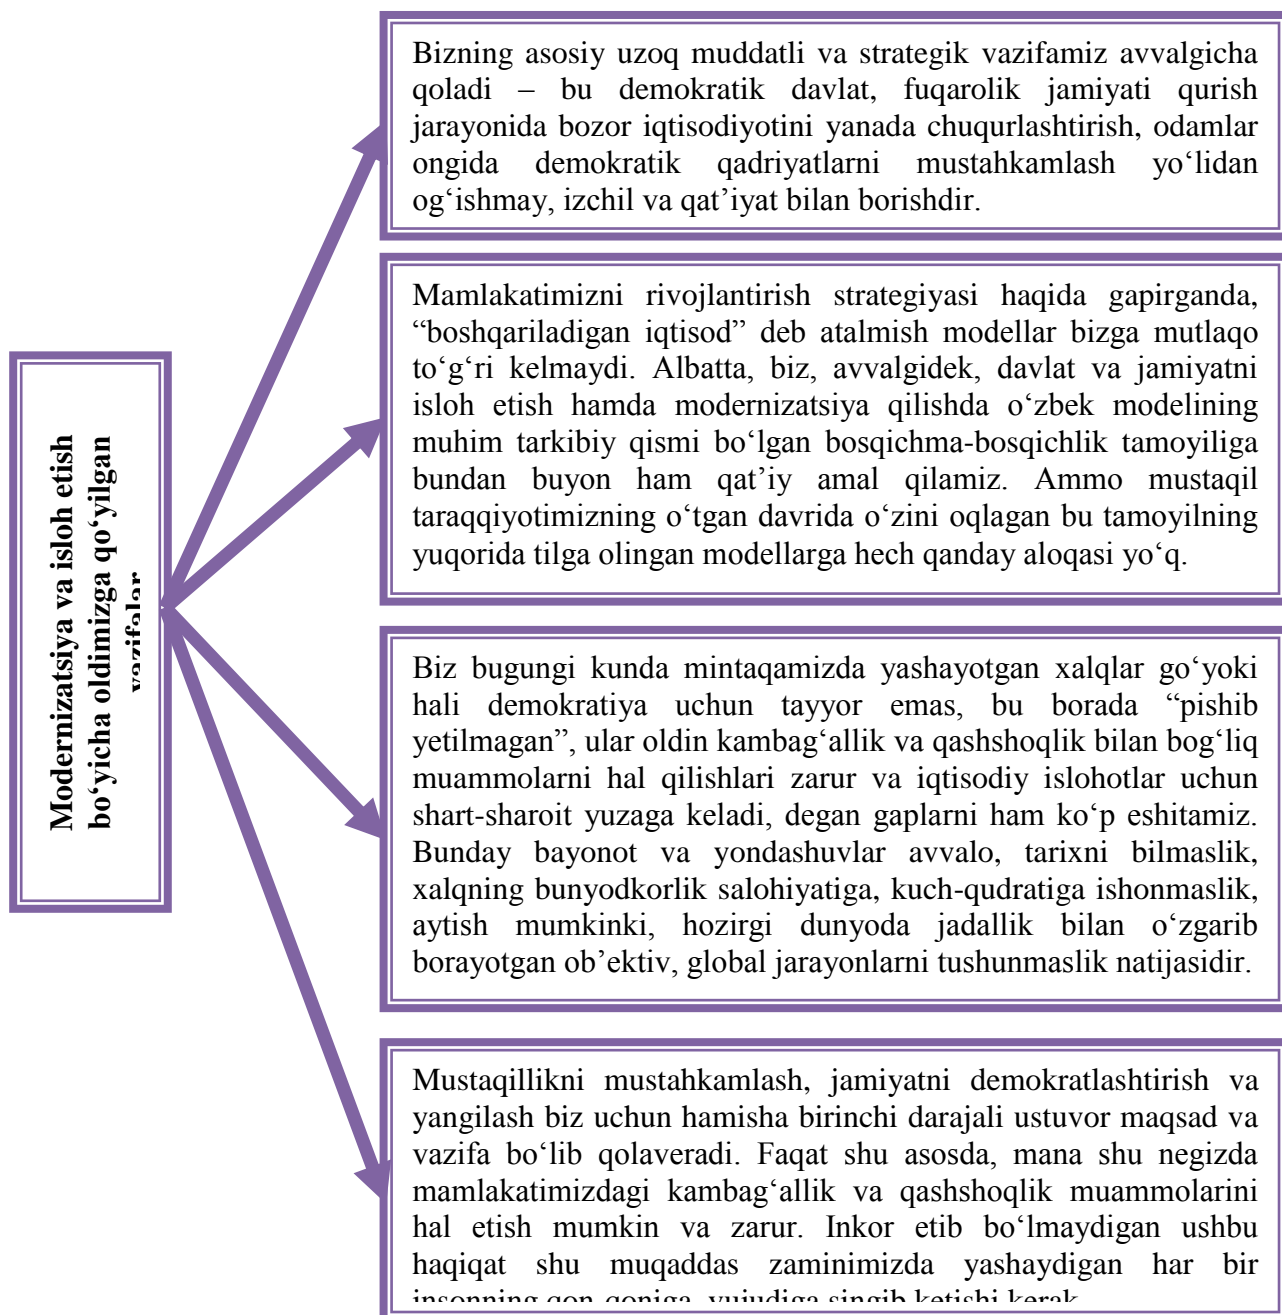 Modernizatsiya va isloh etish
bo‘yicha oldimizga qo‘yilgan
vazifalar
Bizning asosiy uzoq muddatli va strategik vazifamiz avvalgicha
qoladi – bu demokratik davlat, fuqarolik jamiyati qurish
jarayonida bozor iqtisodiyotini yanada chuqurlashtirish, odamlar
ongida demokratik qadriyatlarni mustahkamlash yo‘lidan
og‘ishmay, izchil va qat’iyat bilan borishdir.
Mamlakatimizni rivojlantirish strategiyasi haqida gapirganda,
“boshqariladigan iqtisod” deb atalmish modellar bizga mutlaqo
to‘g‘ri kelmaydi. Albatta, biz, avvalgidek, davlat va jamiyatni
isloh etish hamda modernizatsiya qilishda o‘zbek modelining
muhim tarkibiy qismi bo‘lgan bosqichma-bosqichlik tamoyiliga
bundan buyon ham qat’iy amal qilamiz. Ammo mustaqil
taraqqiyotimizning o‘tgan davrida o‘zini oqlagan bu tamoyilning
yuqorida tilga olingan modellarga hech qanday aloqasi yo‘q.
Biz bugungi kunda mintaqamizda yashayotgan xalqlar go‘yoki
hali demokratiya uchun tayyor emas, bu borada “pishib
yetilmagan”, ular oldin kambag‘allik va qashshoqlik bilan bog‘liq
muammolarni hal qilishlari zarur va iqtisodiy islohotlar uchun
shart-sharoit yuzaga keladi, degan gaplarni ham ko‘p eshitamiz.
Bunday bayonot va yondashuvlar avvalo, tarixni bilmaslik,
xalqning bunyodkorlik salohiyatiga, kuch-qudratiga ishonmaslik,
aytish mumkinki, hozirgi dunyoda jadallik bilan o‘zgarib
borayotgan ob’ektiv, global jarayonlarni tushunmaslik natijasidir.
Mustaqillikni mustahkamlash, jamiyatni demokratlashtirish va
yangilash biz uchun hamisha birinchi darajali ustuvor maqsad va
vazifa bo‘lib qolaveradi. Faqat shu asosda, mana shu negizda
mamlakatimizdagi kambag‘allik va qashshoqlik muammolarini
hal etish mumkin va zarur. Inkor etib bo‘lmaydigan ushbu
haqiqat shu muqaddas zaminimizda yashaydigan har bir
insonning qon-qoniga, vujudiga singib ketishi kerak